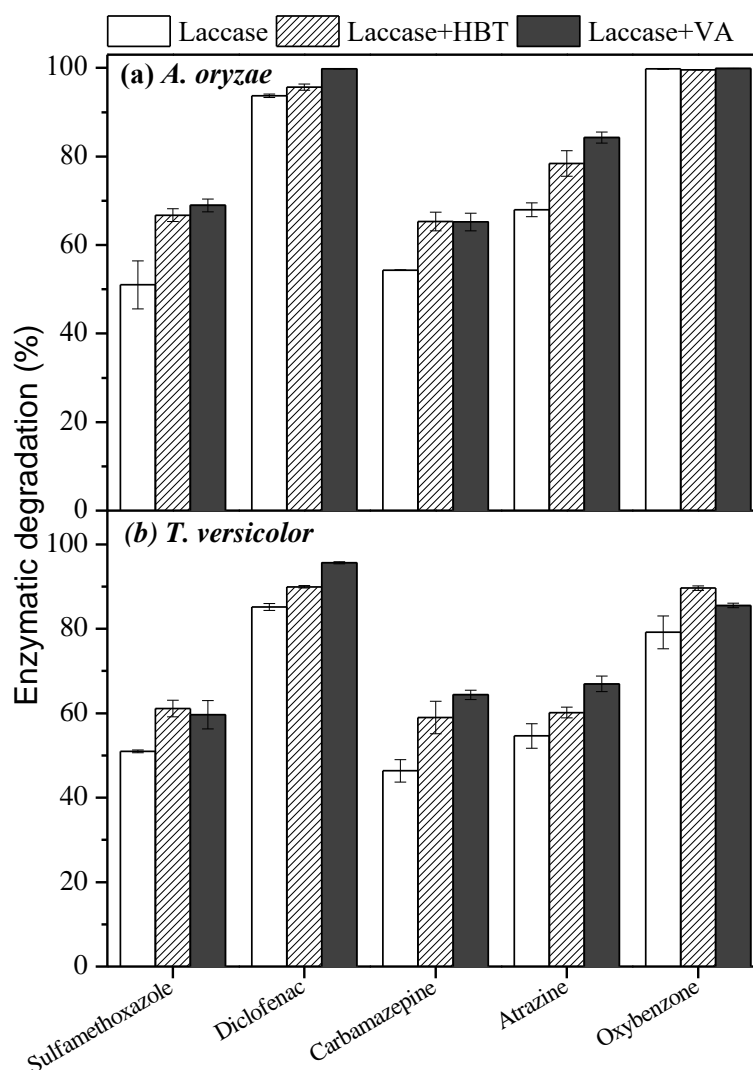 Laccase Laccase+HBT Laccase+VA
(a) A. oryzae
100
80
60
40
20
0
(b) T. versicolor
100
80
60
40
20
0
Enzymatic degradation (%)
Sulfamethoxazole
Diclofenac
Carbamazepine
Atrazine
Oxybenzone